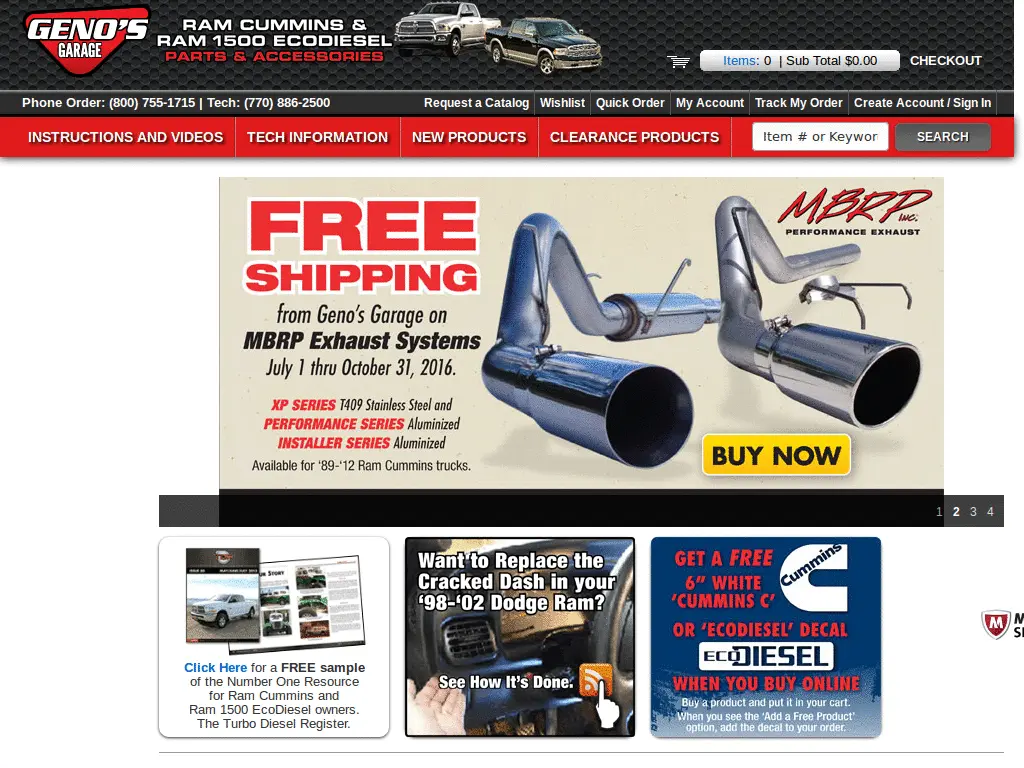 GENO'S
GARAGE
RAM CUMMINS &
RAM 1500 ECODIESEL
PARTS & ACCESSORIES
Items: 0 | Sub Total $0.00
CHECKOUT
Phone Order: (800) 755-1715 | Tech: (770) 886-2500
Request a Catalog
Wishlist
Quick Order
My Account
Track My Order
Create Account / Sign In
INSTRUCTIONS AND VIDEOS
TECH INFORMATION
NEW PRODUCTS
CLEARANCE PRODUCTS
Item # or Keywor
SEARCH
FREE
SHIPPING
from Geno's Garage on
MBRP Exhaust Systems
July 1 thru October 31, 2016.
XP SERIES T409 Stainless Steel and
PERFORMANCE SERIES Aluminized
INSTALLER SERIES Aluminized
Available for '89-'12 Ram Cummins trucks.
MBRP INC.
PERFORMANCE EXHAUST
BUY NOW
1 2 3 4
Click Here for a FREE sample
of the Number One Resource
for Ram Cummins and
Ram 1500 EcoDiesel owners.
The Turbo Diesel Register.
Want to Replace the
Cracked Dash in your
‘98-‘02 Dodge Ram?
See How It's Done.
GET A FREE
6” WHITE
‘CUMMINS C’
Cummins
OR ‘ECODIESEL’ DECAL
ECODIESEL
WHEN YOU BUY ONLINE
Buy a product and put it in your cart.
When you see the 'Add a Free Product'
option, add the decal to your order.
M